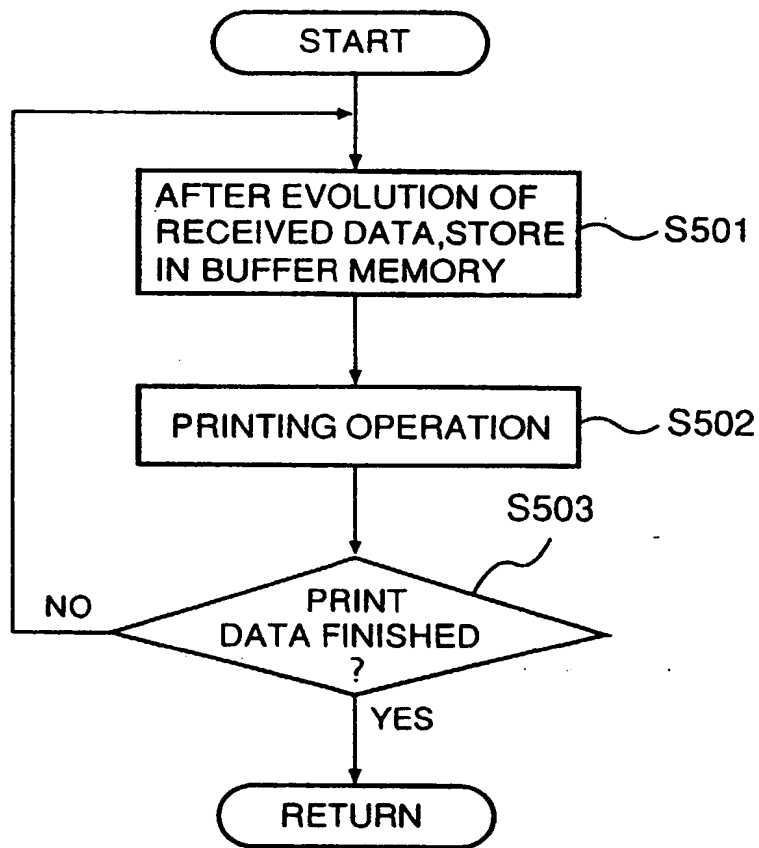 START
AFTER EVOLUTION OF
RECEIVED DATA,STORE
IN BUFFER MEMORY
S501
PRINTING OPERATION
S502
S503
NO
PRINT
DATA FINISHED
?
YES
RETURN